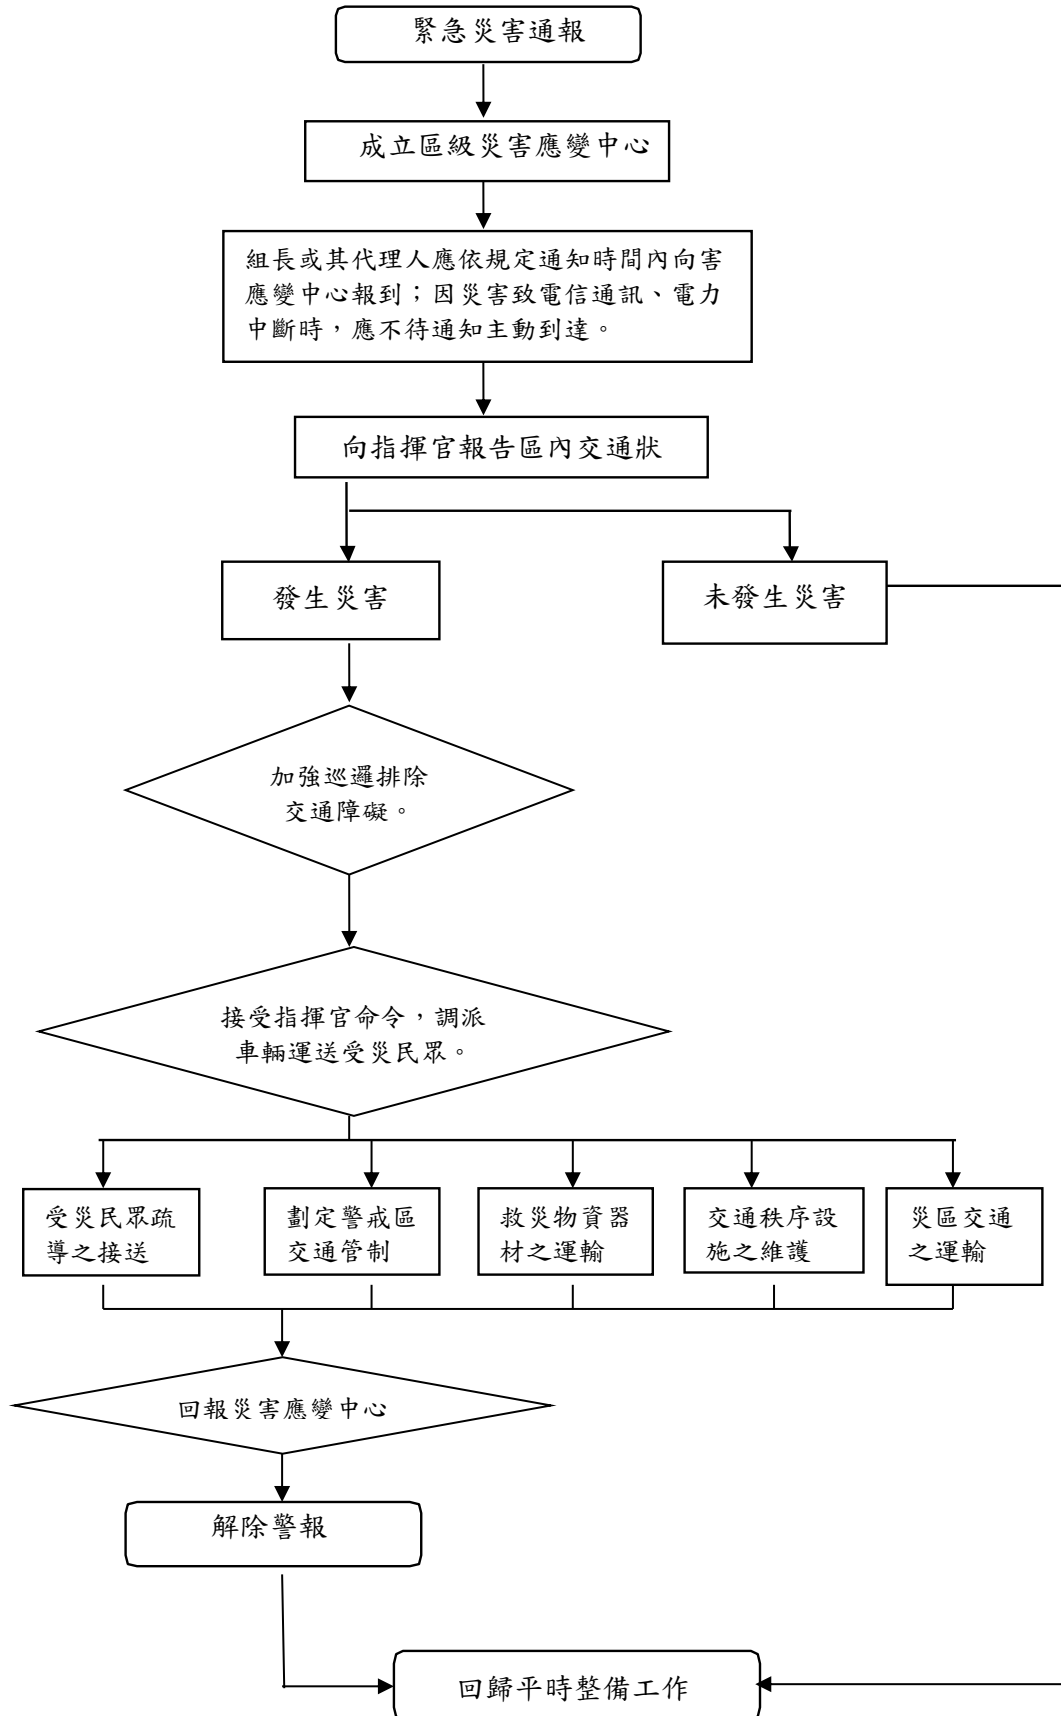 緊急災害通報
成立區級災害應變中心
組長或其代理人應依規定通知時間內向害
應變中心報到；因災害致電信通訊、電力
中斷時，應不待通知主動到達。
向指揮官報告區內交通狀
發生災害
未發生災害
加強巡邏排除
交通障礙。
接受指揮官命令，調派
車輛運送受災民眾。
受災民眾疏
導之接送
劃定警戒區
交通管制
救災物資器
材之運輸
交通秩序設
施之維護
災區交通
之運輸
回報災害應變中心
解除警報
回歸平時整備工作